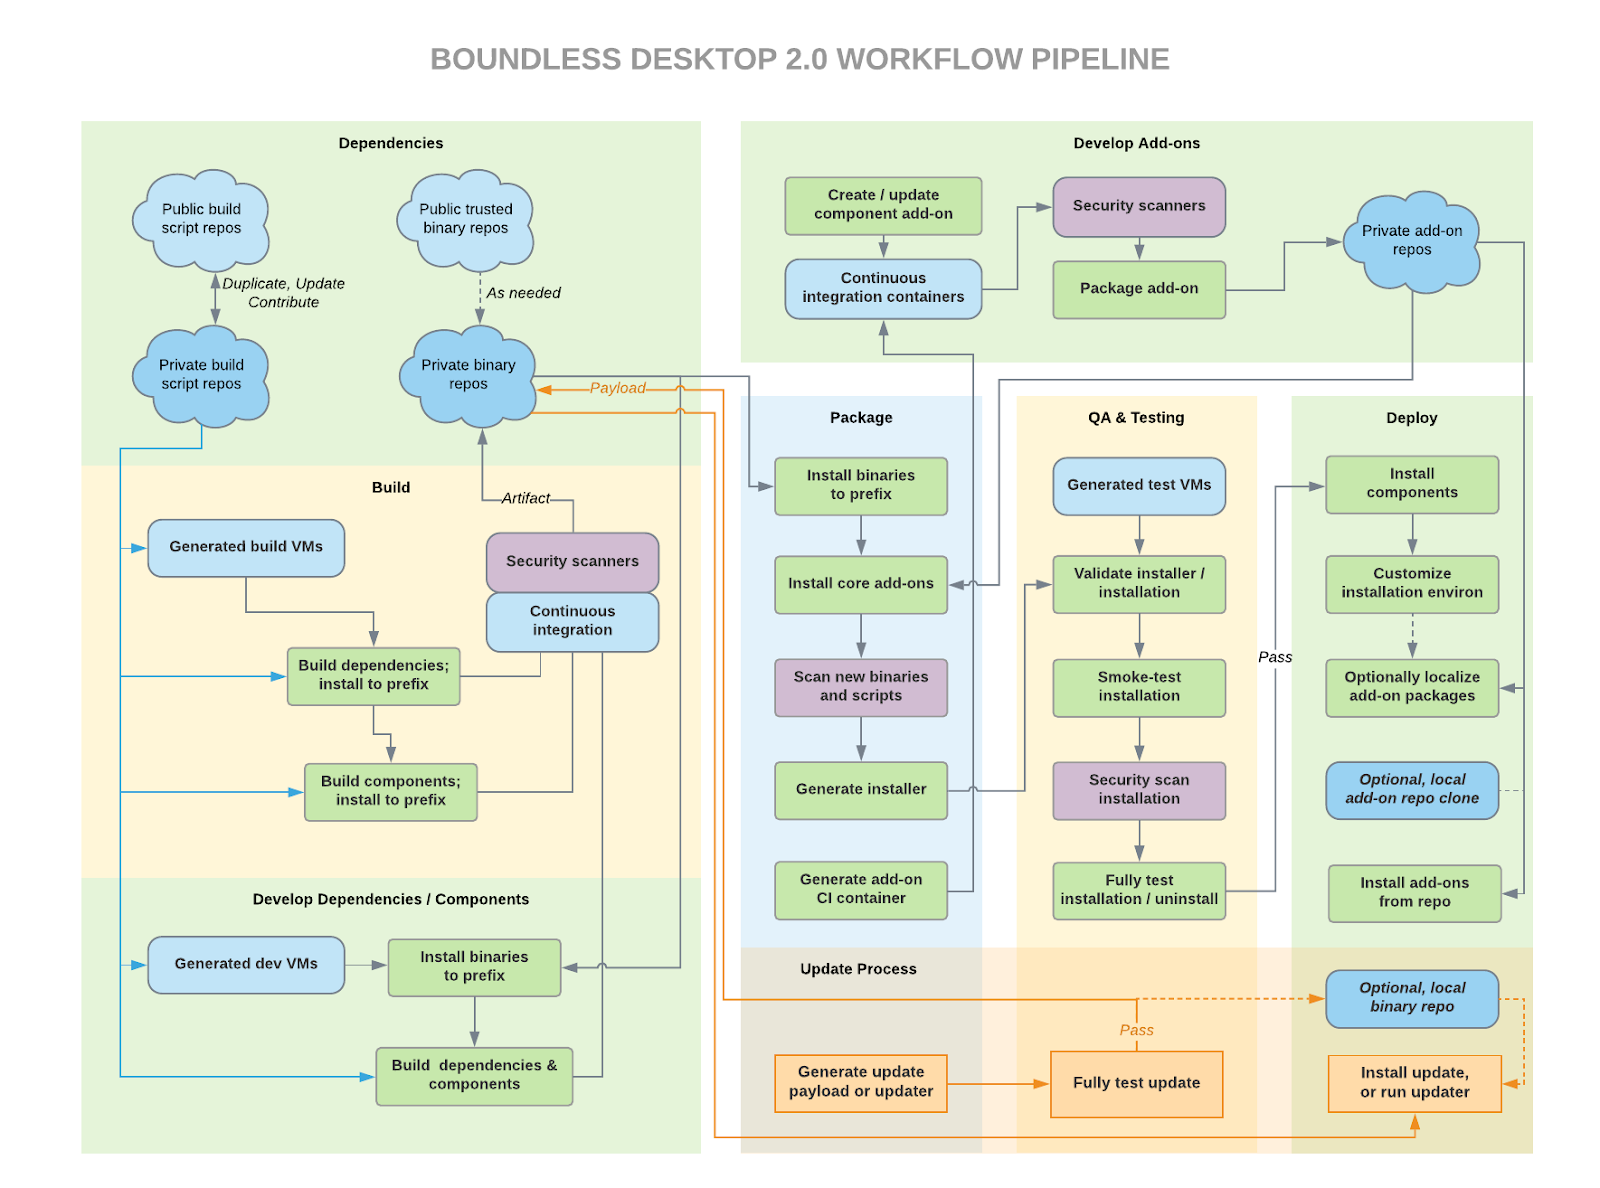 BOUNDLESS DESKTOP 2.0 WORKFLOW PIPELINE
Dependencies
Public build
script repos
Public trusted
binary repos
Duplicate, Update
Contribute
As needed
Private build
script repos
Private binary
repos
Payload
Build
Artifact
Generated build VMs
Security scanners
Continuous
integration
Build dependencies;
install to prefix
Build components;
install to prefix
Develop Dependencies / Components
Generated dev VMs
Install binaries
to prefix
Build dependencies &
components
Develop Add-ons
Create / update
component add-on
Security scanners
Private add-on
repos
Continuous
integration containers
Package add-on
Package
Install binaries
to prefix
Install core add-ons
Scan new binaries
and scripts
Generate installer
Generate add-on
CI container
QA & Testing
Generated test VMs
Validate installer /
installation
Smoke-test
installation
Security scan
installation
Fully test
installation / uninstall
Pass
Deploy
Install
components
Customize
installation environ
Optionally localize
add-on packages
Optional, local
add-on repo clone
Install add-ons
from repo
Update Process
Optional, local
binary repo
Pass
Generate update
payload or updater
Fully test update
Install update,
or run updater